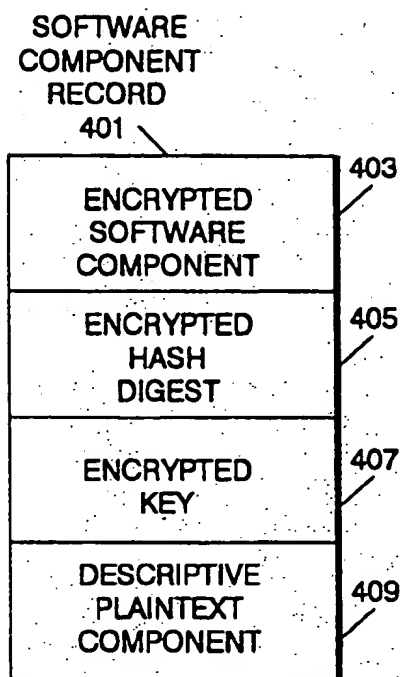 SOFTWARE
COMPONENT
RECORD
401
403
ENCRYPTED
SOFTWARE
COMPONENT
405
ENCRYPTED
HASH
DIGEST
407
ENCRYPTED
KEY
409
DESCRIPTIVE
PLAINTEXT
COMPONENT